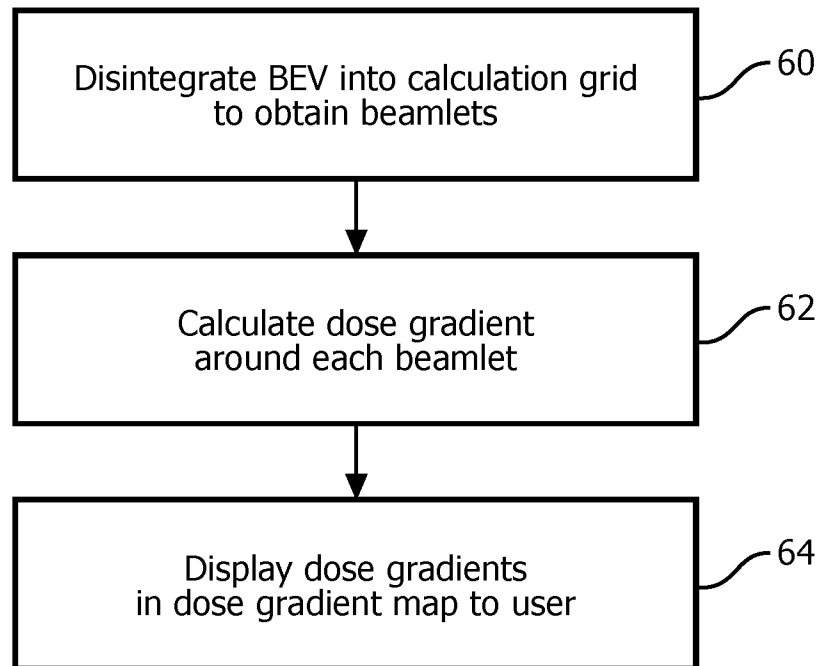 Disintegrate BEV into calculation grid
to obtain beamlets
60
Calculate dose gradient
around each beamlet
62
Display dose gradients
in dose gradient map to user
64